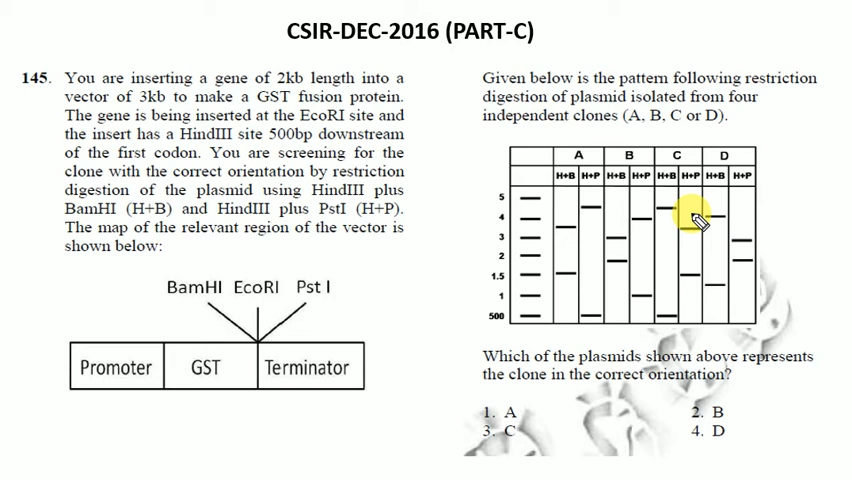 CSIR-DEC-2016 (PART-C)
145. You are inserting a gene of 2kb length into a
vector of 3kb to make a GST fusion protein.
The gene is being inserted at the EcoRI site and
the insert has a HindIII site 500bp downstream
of the first codon. You are screening for the
clone with the correct orientation by restriction
digestion of the plasmid using HindIII plus
BamHI (H+B) and HindIII plus PstI (H+P).
The map of the relevant region of the vector is
shown below:
BamHI EcoRI Pst I
Promoter GST Terminator
Given below is the pattern following restriction
digestion of plasmid isolated from four
independent clones (A, B, C or D).
A B C D
H+B H+P H+B H+P H+B H+P H+B H+P
5
4
3
2
1.5
1
500
Which of the plasmids shown above represents
the clone in the correct orientation?
1. A 2. B
3. C 4. D